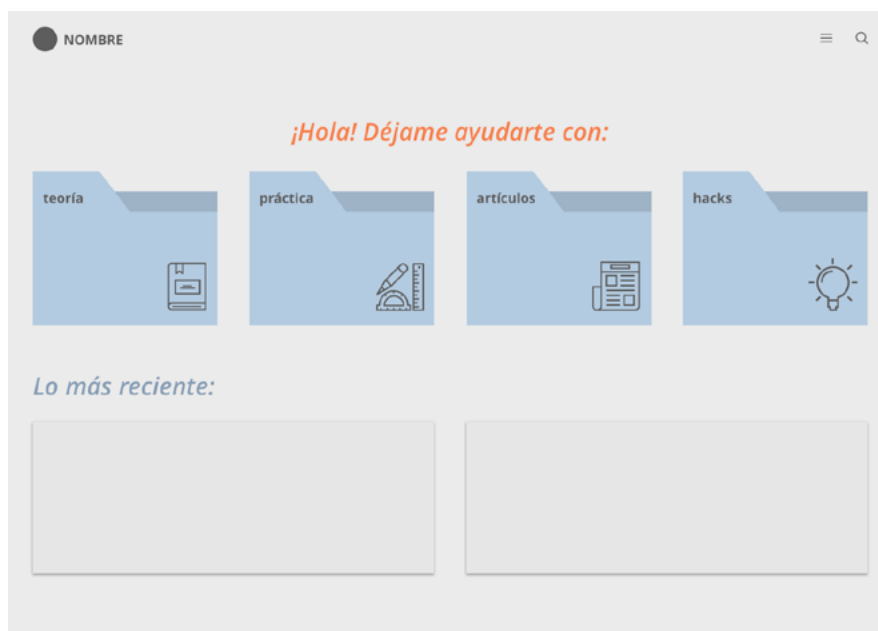 NOMBRE
¡Hola! Déjame ayudarte con:
teoría
práctica
artículos
hacks
Lo más reciente: